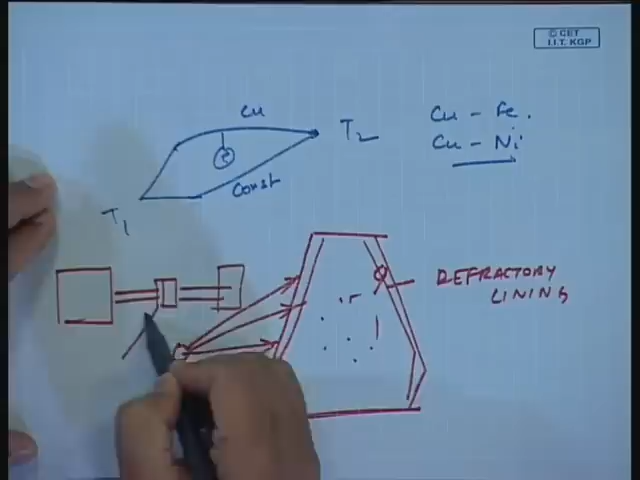 © CET
I.I.T. KGP
Cu
T2
Cu - Fe.
Cu - Ni
Const
T1
REFRACTORY
LINING